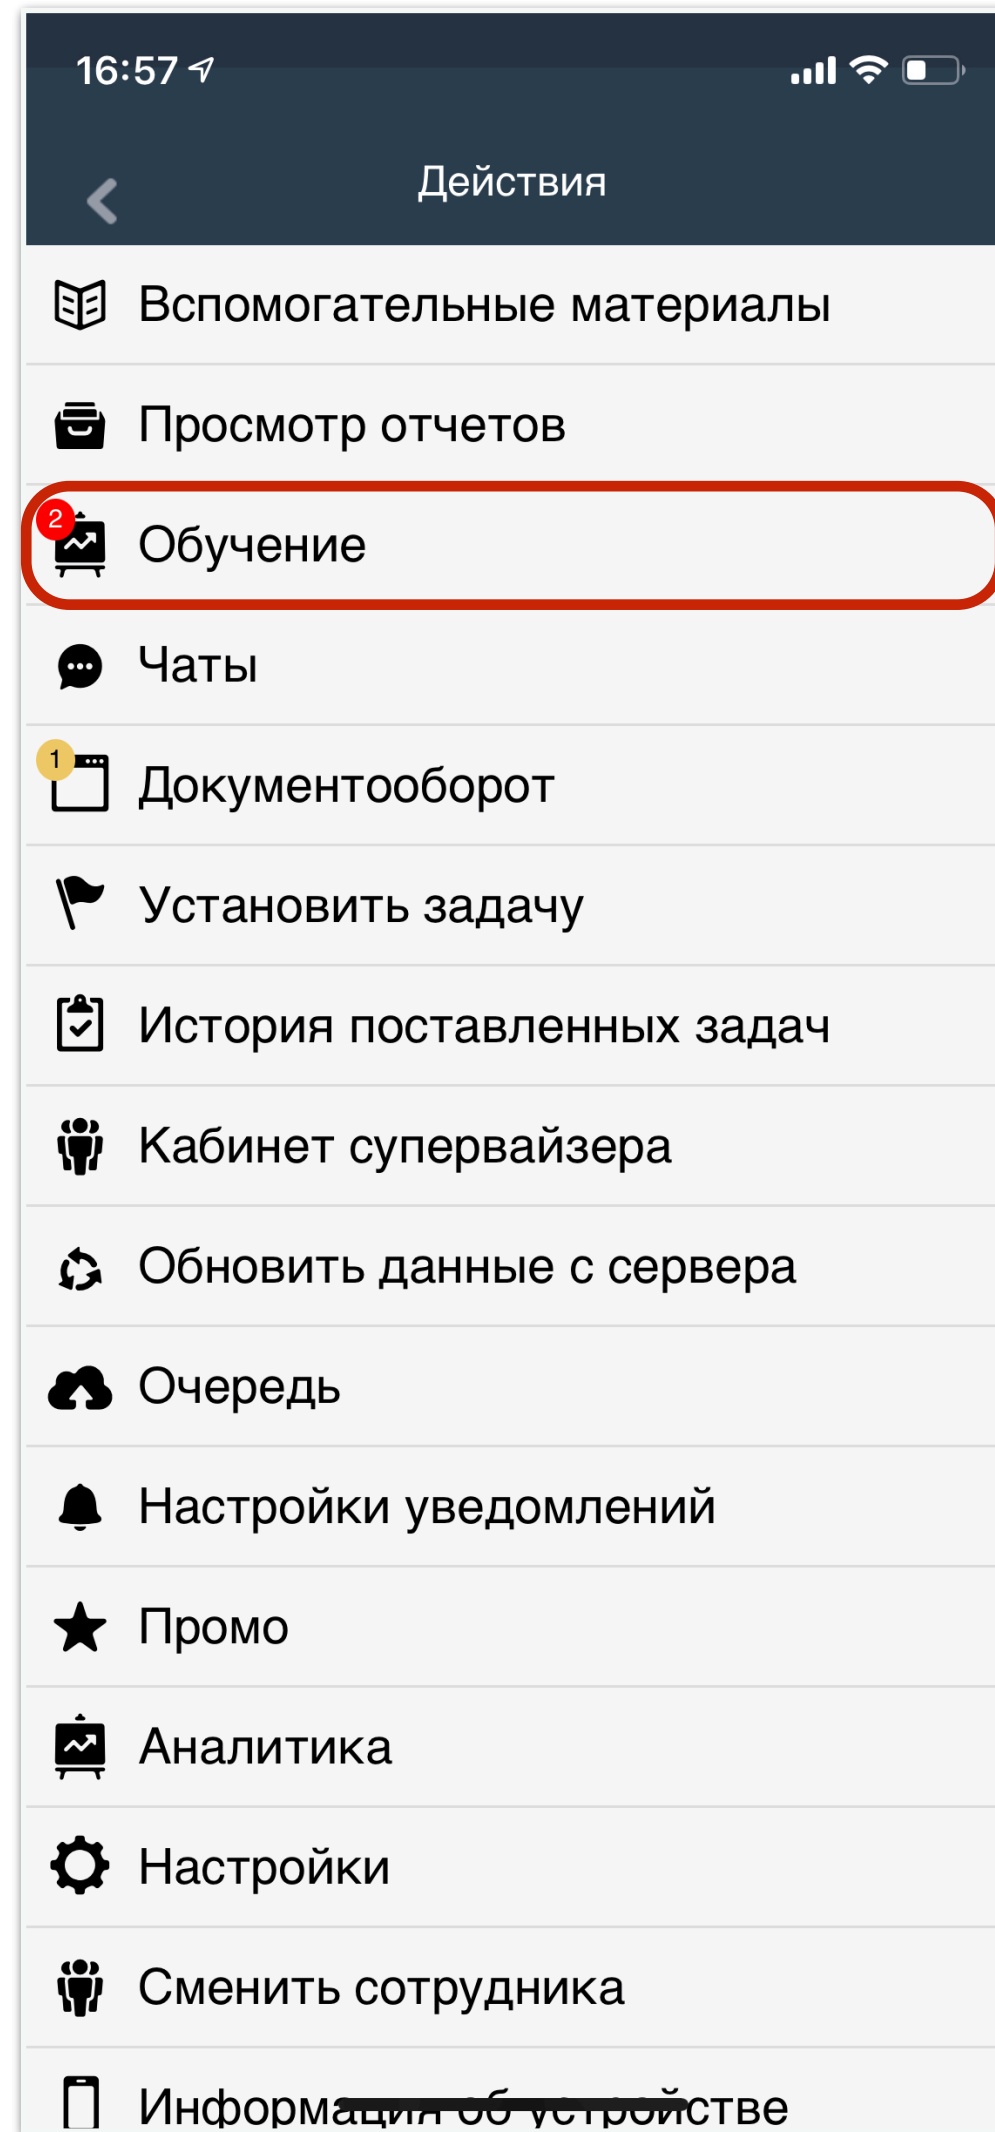 16:57
Действия
Вспомогательные материалы
Просмотр отчетов
2
Обучение
Чаты
1
Документооборот
Установить задачу
История поставленных задач
Кабинет супервайзера
Обновить данные с сервера
Очередь
Настройки уведомлений
Промо
Аналитика
Настройки
Сменить сотрудника
Информация об устройстве